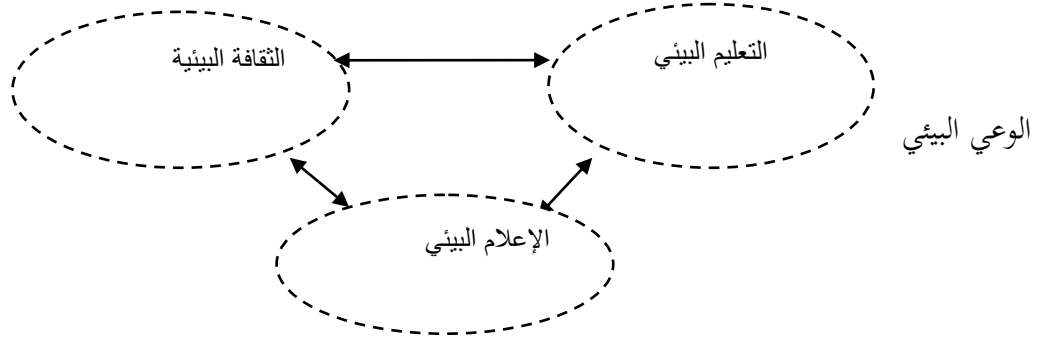 التعليم البيئي
الثقافة البيئية
الوعي البيئي
الإعلام البيئي